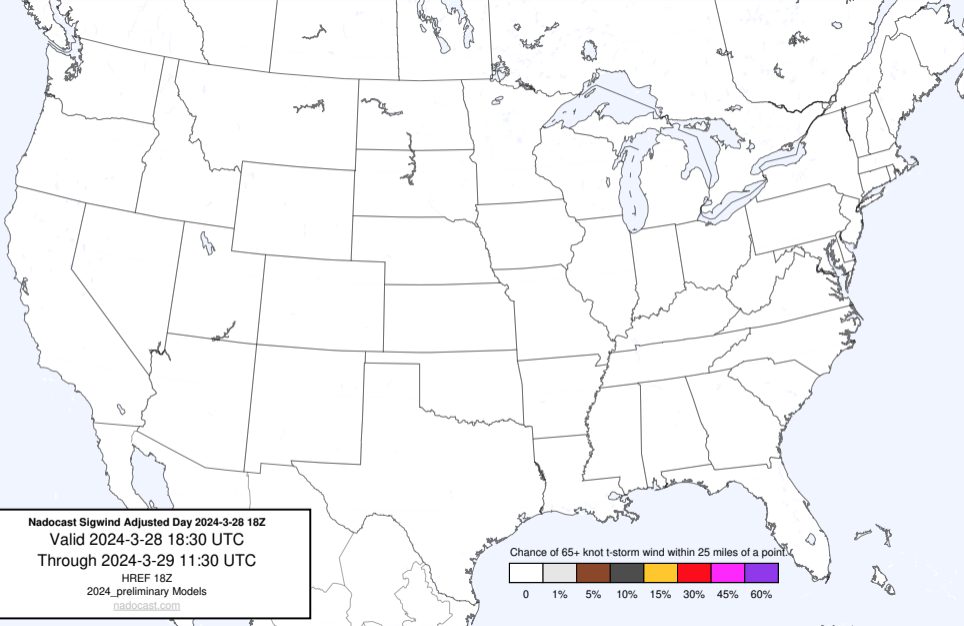 Nadocast Sigwind Adjusted Day 2024-3-28 18Z
Valid 2024-3-28 18:30 UTC
Through 2024-3-29 11:30 UTC
HREF 18Z
2024_preliminary Models
nadocast.com
Chance of 65+ knot t-storm wind within 25 miles of a point.
0 1% 5% 10% 15% 30% 45% 60%